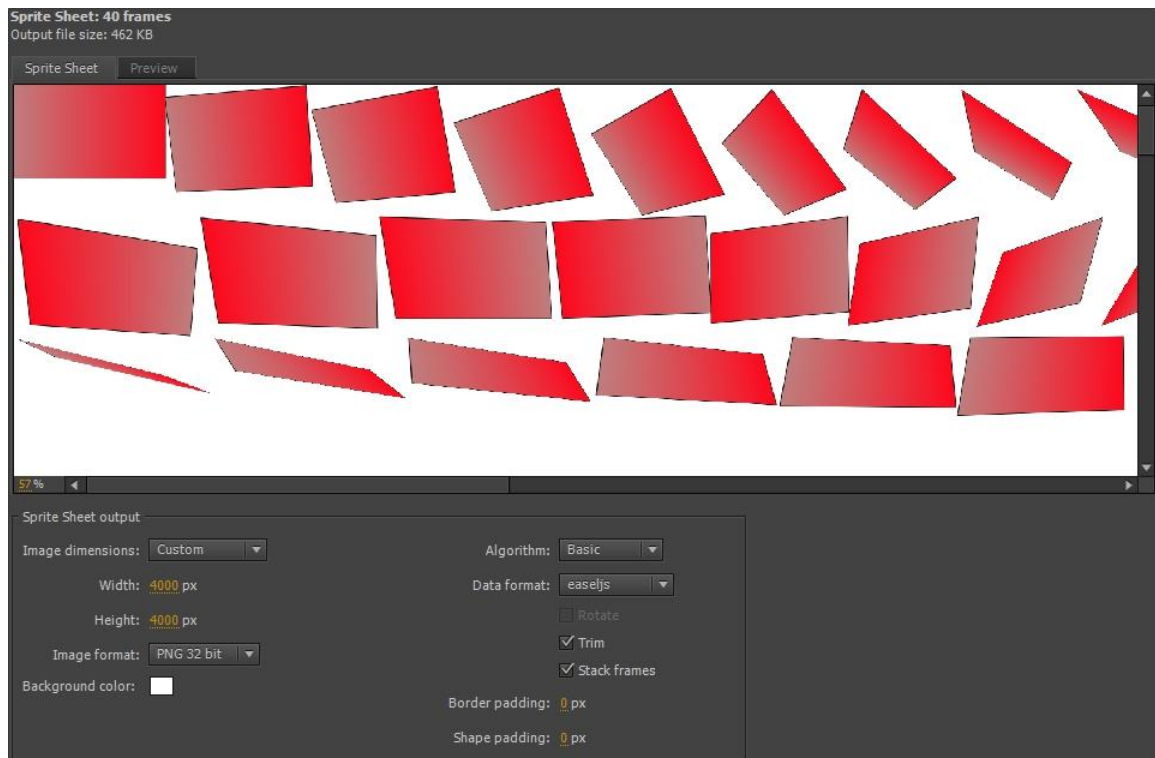 Sprite Sheet: 40 frames
Output file size: 462 KB
Sprite Sheet Preview
57 %
Sprite Sheet output
Image dimensions: Custom
Algorithm: Basic
Width: 4000 px
Data format: easeljs
Height: 4000 px
Rotate
Image format: PNG 32 bit
Trim
Background color:
Stack frames
Border padding: 0 px
Shape padding: 0 px